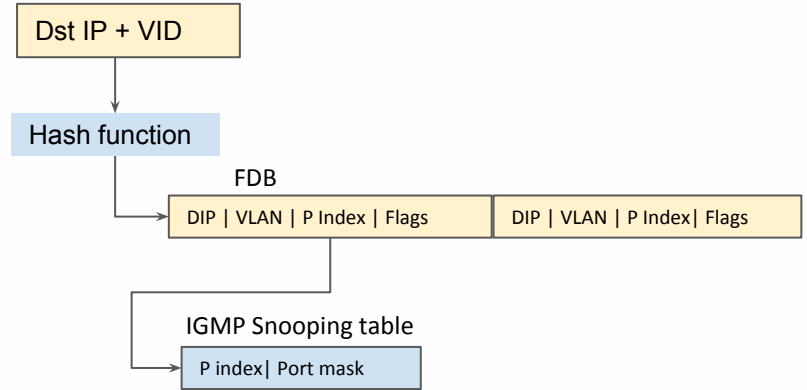 Dst IP + VID
Hash function
FDB
DIP | VLAN | P Index | Flags
DIP | VLAN | P Index| Flags
IGMP Snooping table
P index| Port mask